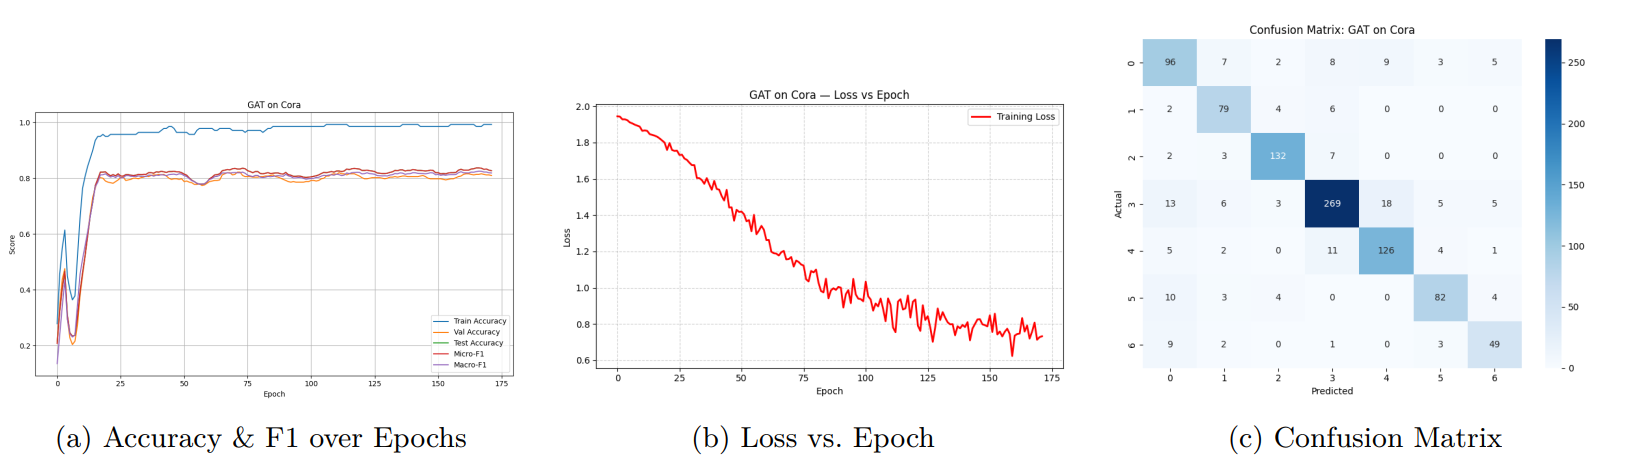 GAT on Cora
Score
1.0
0.8
0.6
0.4
0.2
Train Accuracy
Val Accuracy
Test Accuracy
Micro-F1
Macro-F1
0 25 50 75 100 125 150 175
Epoch
(a) Accuracy & F1 over Epochs
GAT on Cora — Loss vs Epoch
Loss
2.0
1.8
1.6
1.4
1.2
1.0
0.8
0.6
Training Loss
0 25 50 75 100 125 150 175
Epoch
(b) Loss vs. Epoch
Confusion Matrix: GAT on Cora
Actual
0 96 7 2 8 9 3 5
1 2 79 4 6 0 0 0
2 2 3 132 7 0 0 0
3 13 6 3 269 18 5 5
4 5 2 0 11 126 4 1
5 10 3 4 0 0 82 4
6 9 2 0 1 0 3 49
0 1 2 3 4 5 6
Predicted
250
200
150
100
50
0
(c) Confusion Matrix